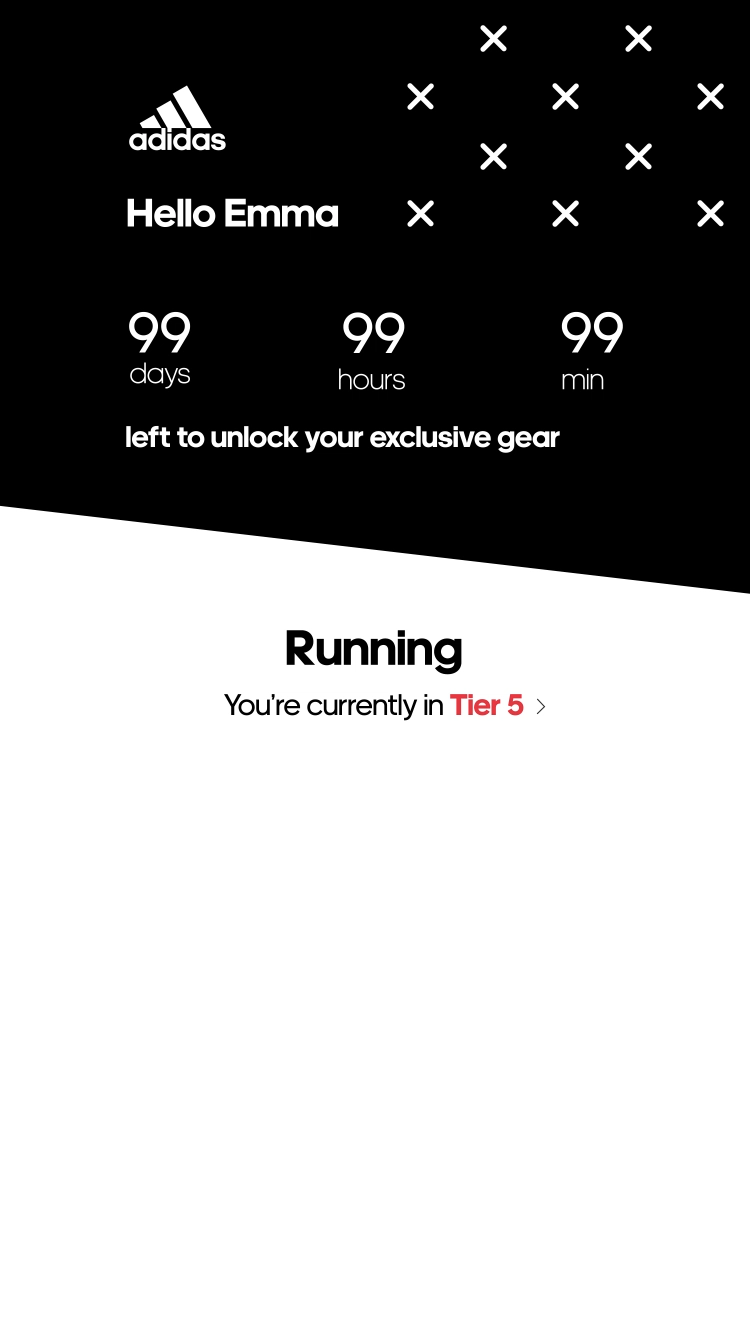 adidas
Hello Emma
99 99 99
days hours min
left to unlock your exclusive gear
Running
You're currently in Tier 5 >